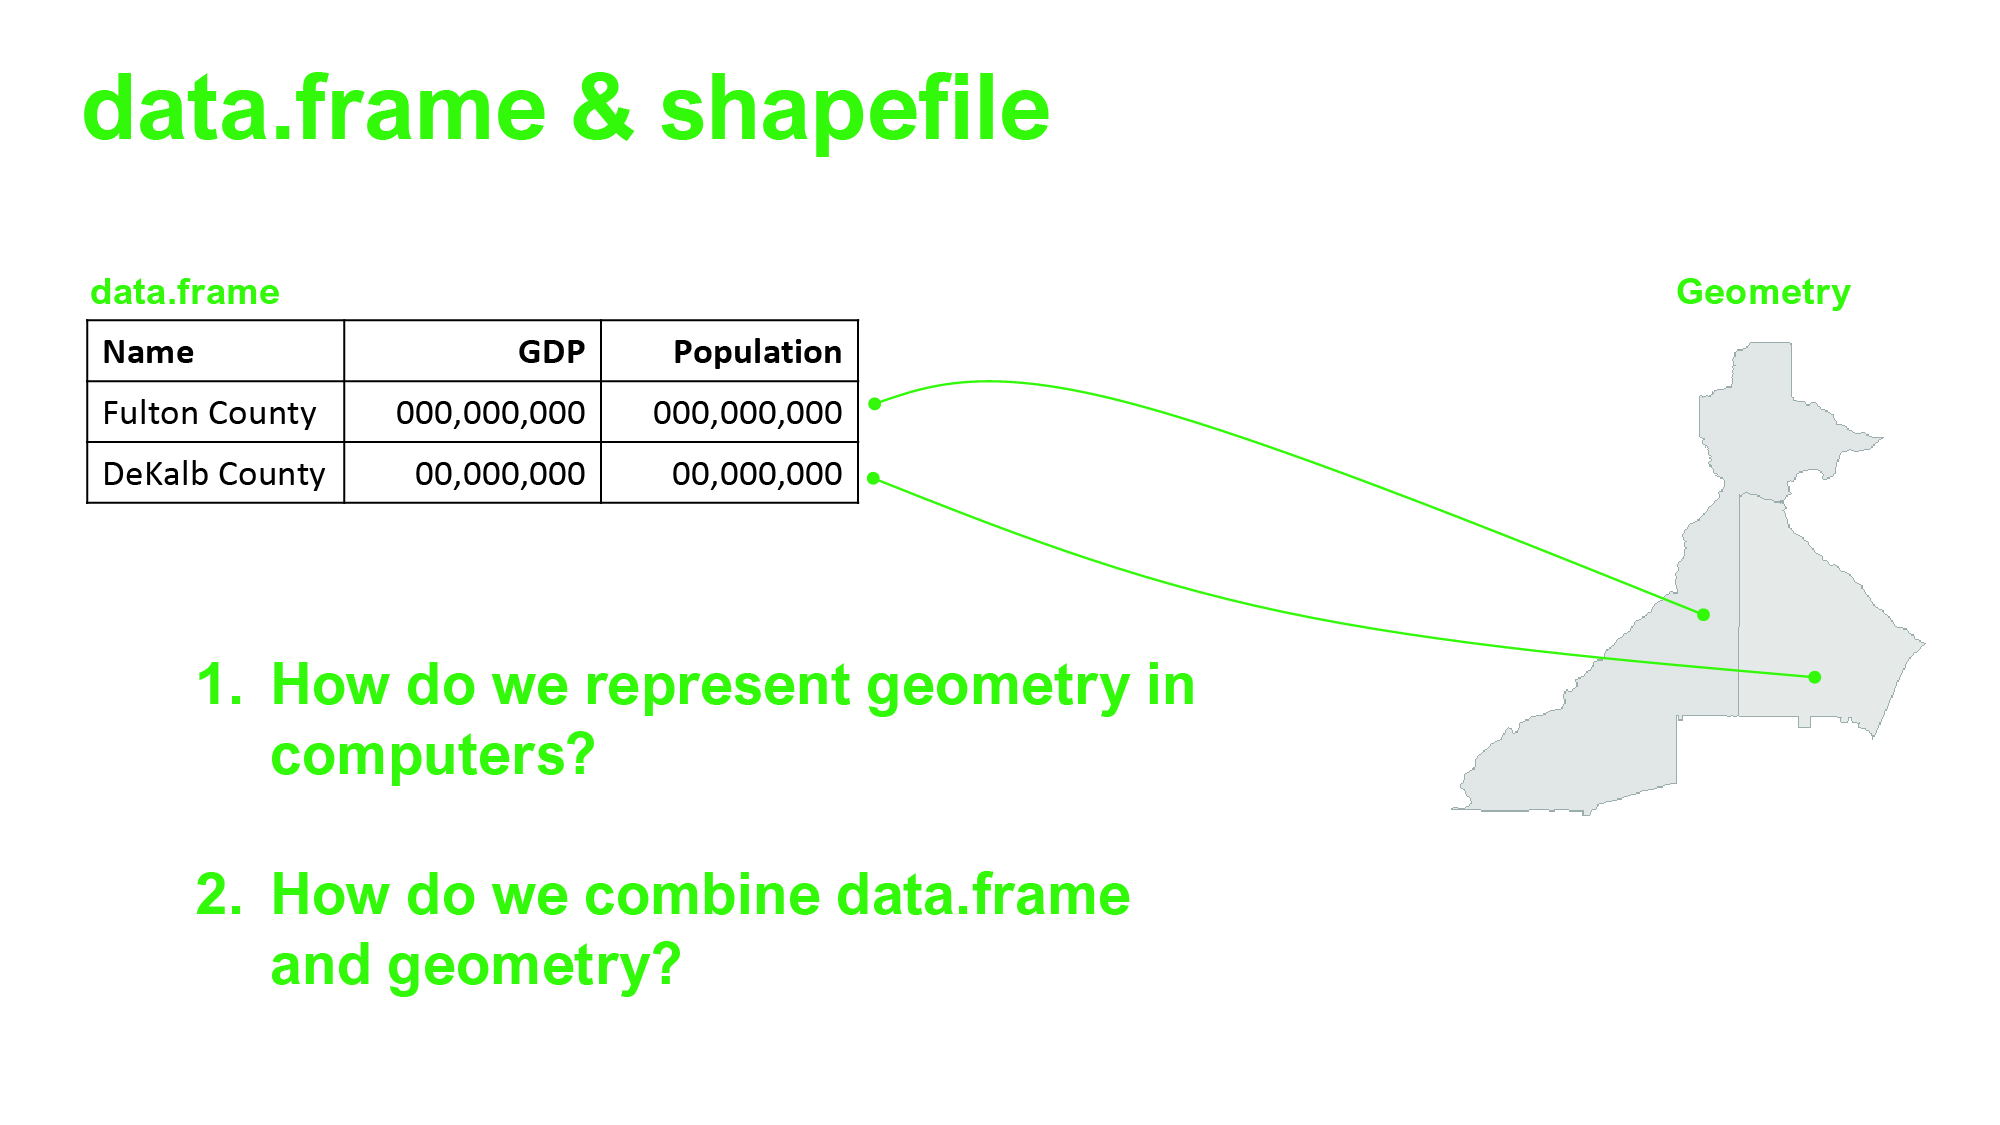 data.frame & shapefile
data.frame
Geometry
Name GDP Population
Fulton County 000,000,000 000,000,000
DeKalb County 00,000,000 00,000,000
1. How do we represent geometry in
computers?
2. How do we combine data.frame
and geometry?